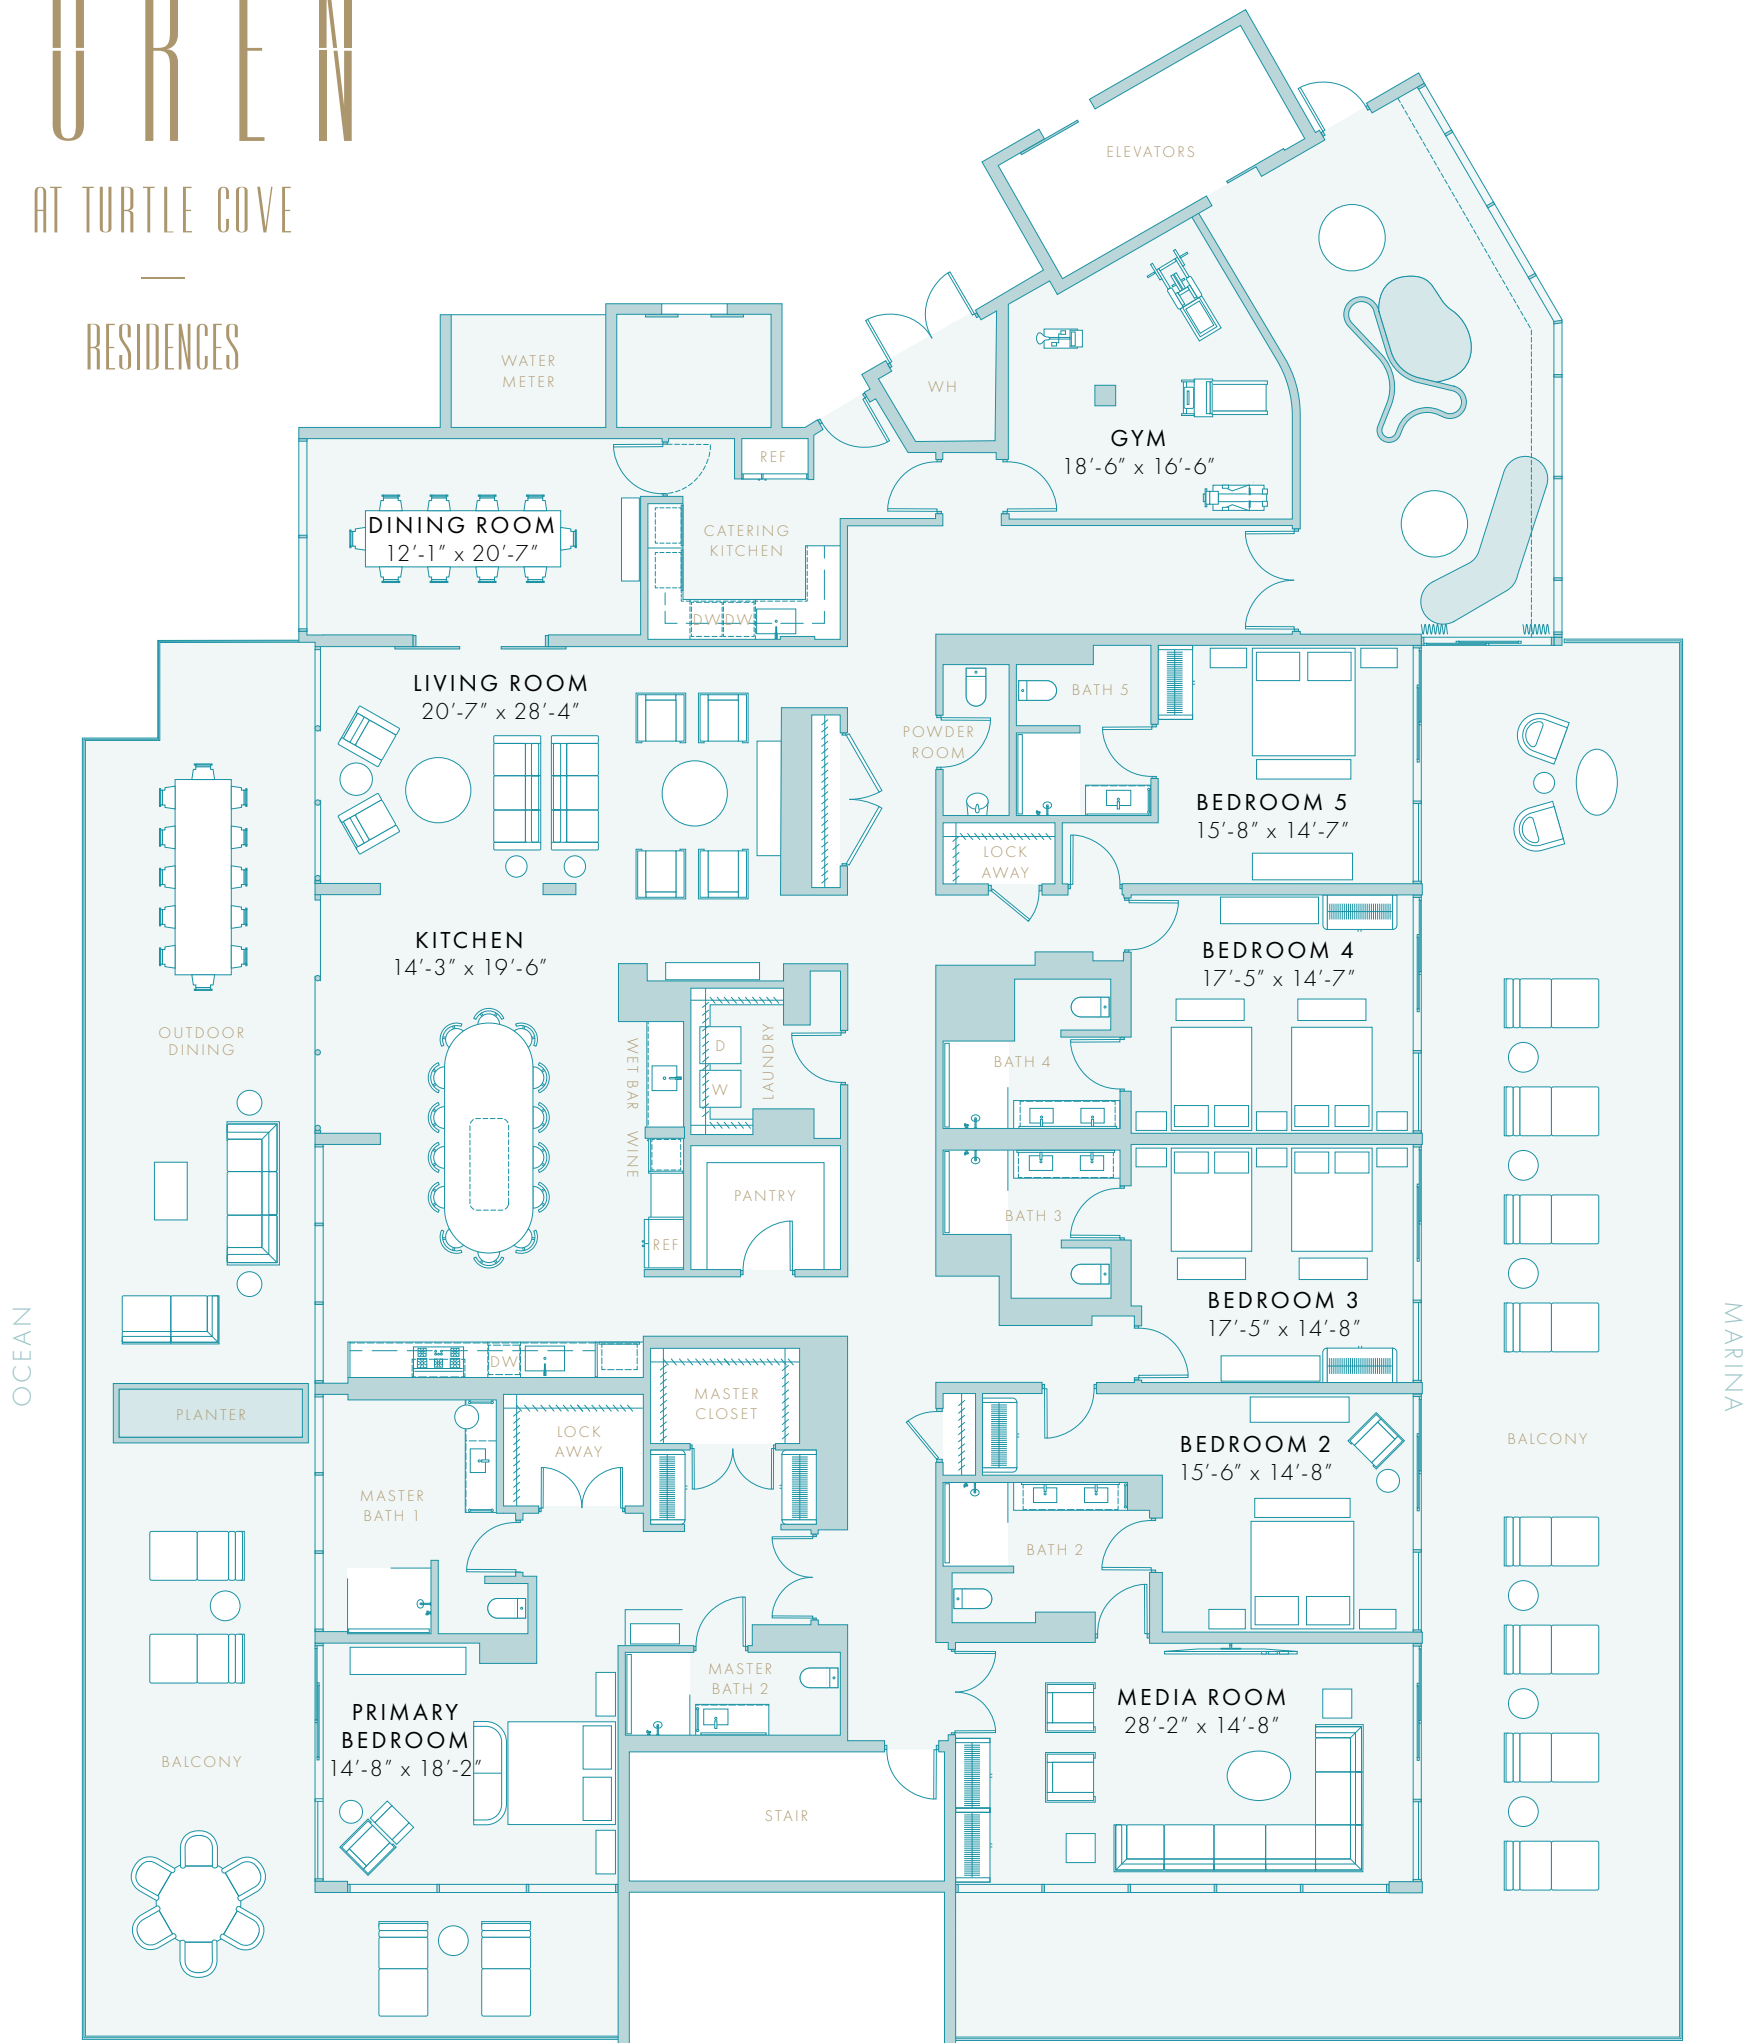 OREN
AT TURTLE COVE
RESIDENCES
ELEVATORS
WATER
METER
WH
GYM
18'-6" x 16'-6"
REF
DINING ROOM
12'-1" x 20'-7"
CATERING
KITCHEN
DW DW
LIVING ROOM
20'-7" x 28'-4"
POWDER
ROOM
BATH 5
BEDROOM 5
15'-8" x 14'-7"
LOCK
AWAY
KITCHEN
14'-3" x 19'-6"
BEDROOM 4
17'-5" x 14'-7"
OUTDOOR
DINING
WET BAR
WINE
D
W
LAUNDRY
BATH 4
PANTRY
REF
BATH 3
BEDROOM 3
17'-5" x 14'-8"
OCEAN
MARINA
DW
PLANTER
MASTER
CLOSET
LOCK
AWAY
BEDROOM 2
15'-6" x 14'-8"
BALCONY
MASTER
BATH 1
BATH 2
MASTER
BATH 2
PRIMARY
BEDROOM
14'-8" x 18'-2"
MEDIA ROOM
28'-2" x 14'-8"
BALCONY
STAIR